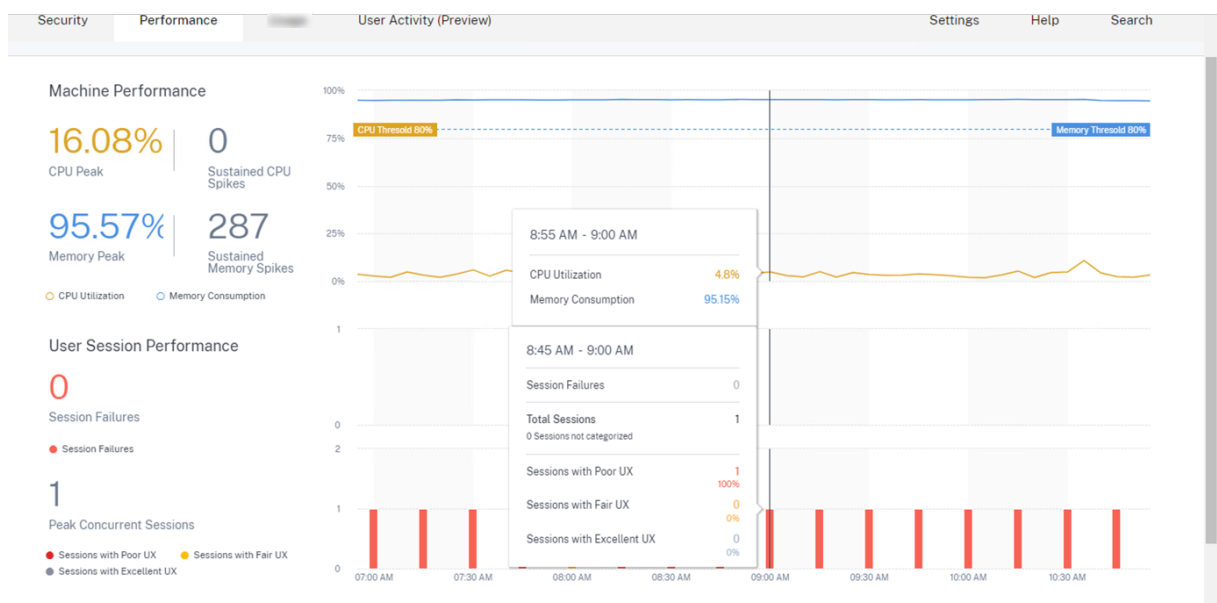 Security Performance User Activity (Preview) Settings Help Search
Machine Performance
16.08%
CPU Peak
0
Sustained CPU
Spikes
95.57%
Memory Peak
287
Sustained
Memory Spikes
CPU Utilization Memory Consumption
100%
75%
50%
25%
0%
CPU Thresold 80%
Memory Thresold 80%
8:55 AM - 9:00 AM
CPU Utilization 4.8%
Memory Consumption 95.15%
User Session Performance
0
Session Failures
Session Failures
1
Peak Concurrent Sessions
Sessions with Poor UX Sessions with Fair UX
Sessions with Excellent UX
1
0
2
1
0
8:45 AM - 9:00 AM
Session Failures 0
Total Sessions 1
0 Sessions not categorized
Sessions with Poor UX 1
100%
Sessions with Fair UX 0
0%
Sessions with Excellent UX 0
0%
07:00 AM 07:30 AM 08:00 AM 08:30 AM 09:00 AM 09:30 AM 10:00 AM 10:30 AM